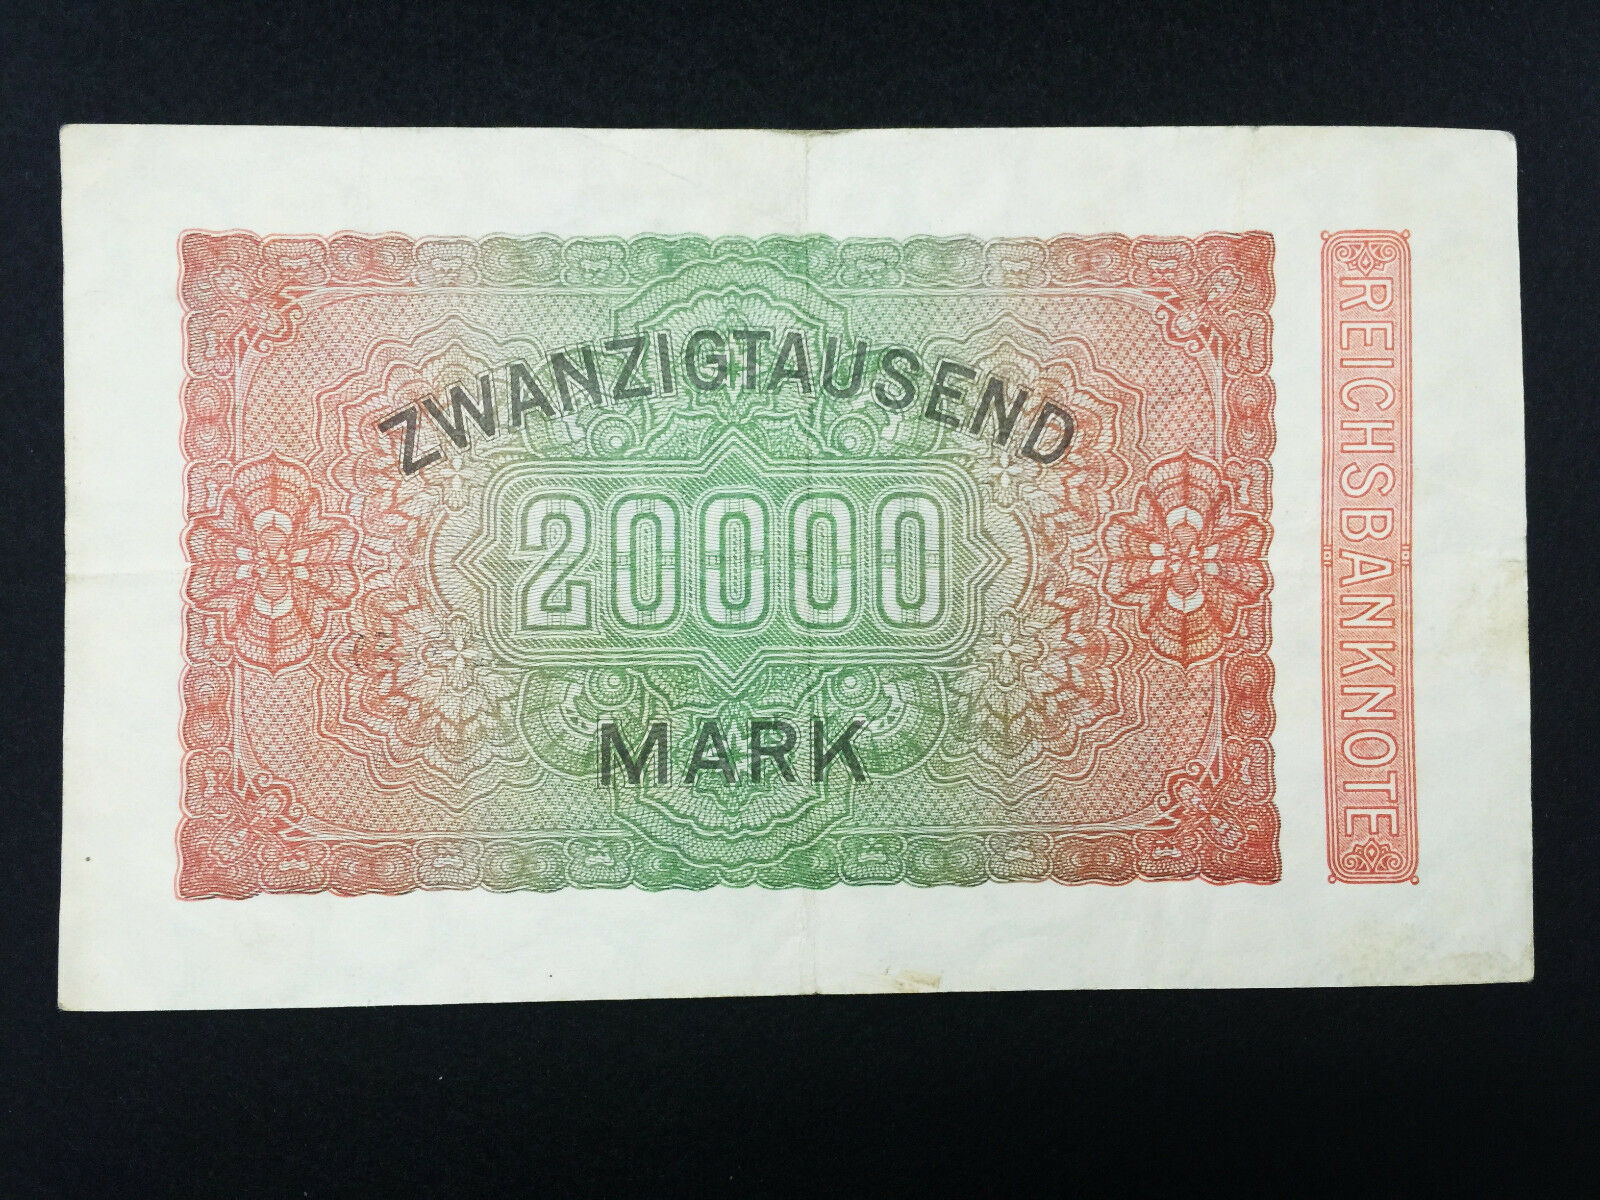 ZWANZIGTAUSEND
20000
MARK
REICHSBANKNOTE